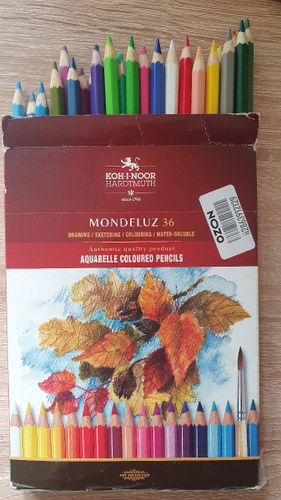 KOH-I-NOOR
HARDTMUTH
since 1790
MONDELUZ 36
DRAWING / SKETCHING / COLOURING / WATER-SOLUBLE
Authentic quality product
AQUARELLE COLOURED PENCILS
OZON